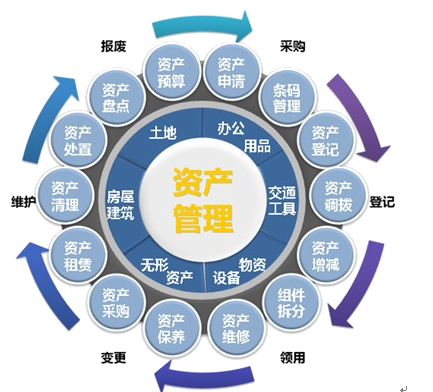 报废
采购
登记
领用
变更
维护
资产
预算
资产
申请
条码
管理
资产
登记
资产
调拨
资产
增减
组件
拆分
资产
维修
资产
保养
资产
采购
资产
租赁
资产
清理
资产
处置
资产
盘点
土地
办公
用品
交通
工具
物资
设备
无形
资产
房屋
建筑
资产
管理